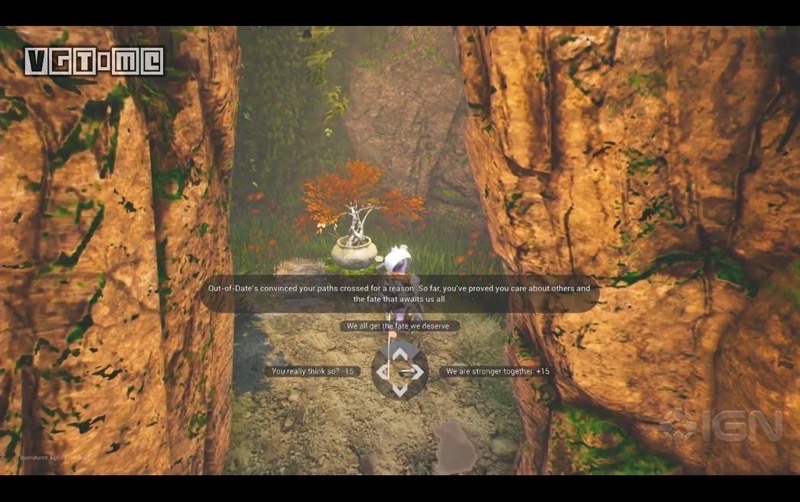 VGTIME
Out-of-Date's convinced your paths crossed for a reason. So far, you've proved you care about others and
the fate that awaits us all
We all get the fate we deserve
You really think so? -15
We are stronger together. +15
IGN